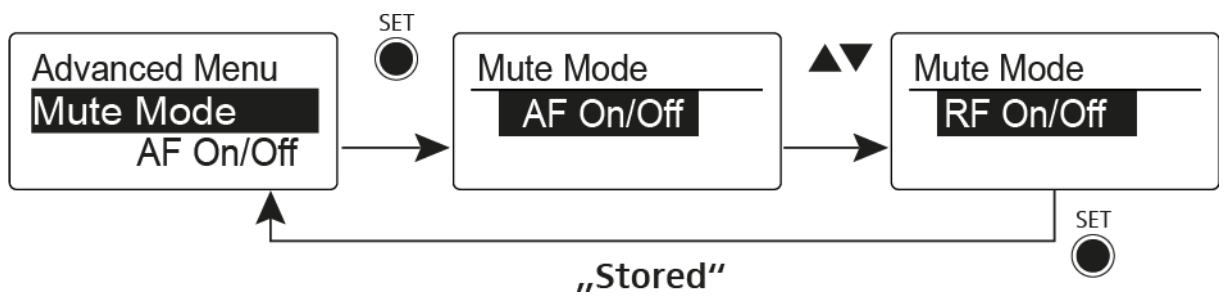 SET
Advanced Menu
Mute Mode
AF On/Off
Mute Mode
AF On/Off
▲▼
Mute Mode
RF On/Off
SET
„Stored“